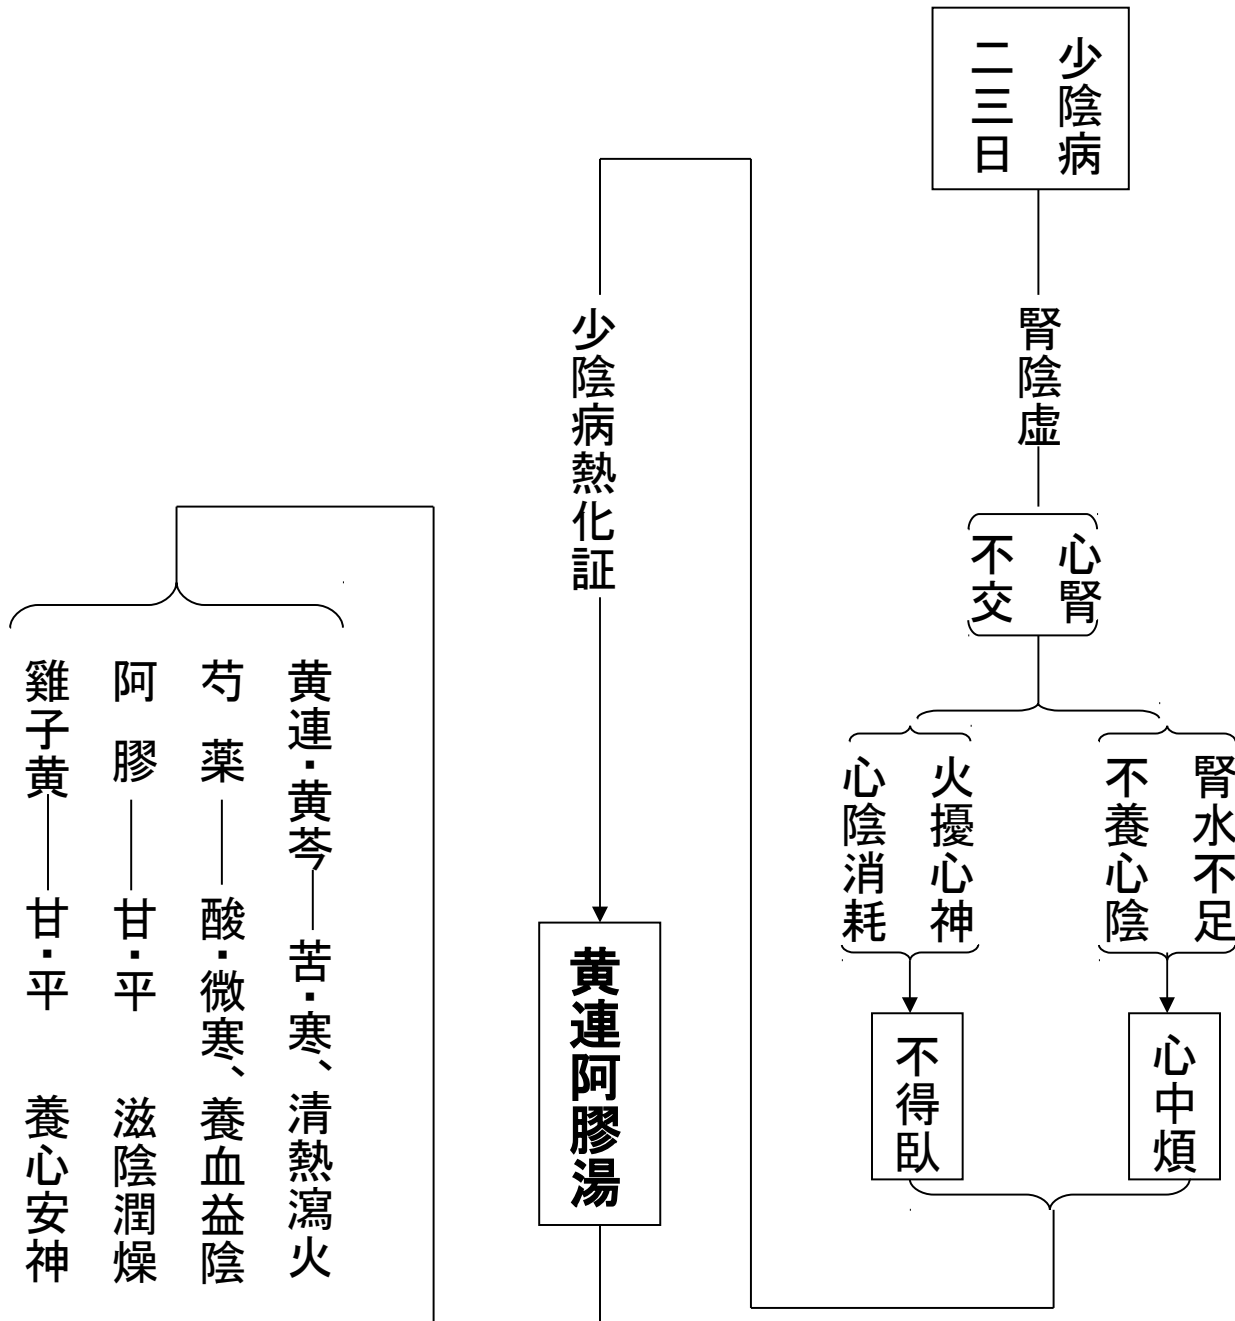 少陰病
二三日
腎陰虚
心腎
不交
腎水不足
不養心陰
火擾心神
心陰消耗
心中煩
不得臥
少陰病熱化証
黄連阿膠湯
黄連・黄芩――苦・寒、清熱瀉火
芍薬――酸・微寒、養血益陰
阿膠――甘・平 滋陰潤燥
雞子黄――甘・平 養心安神